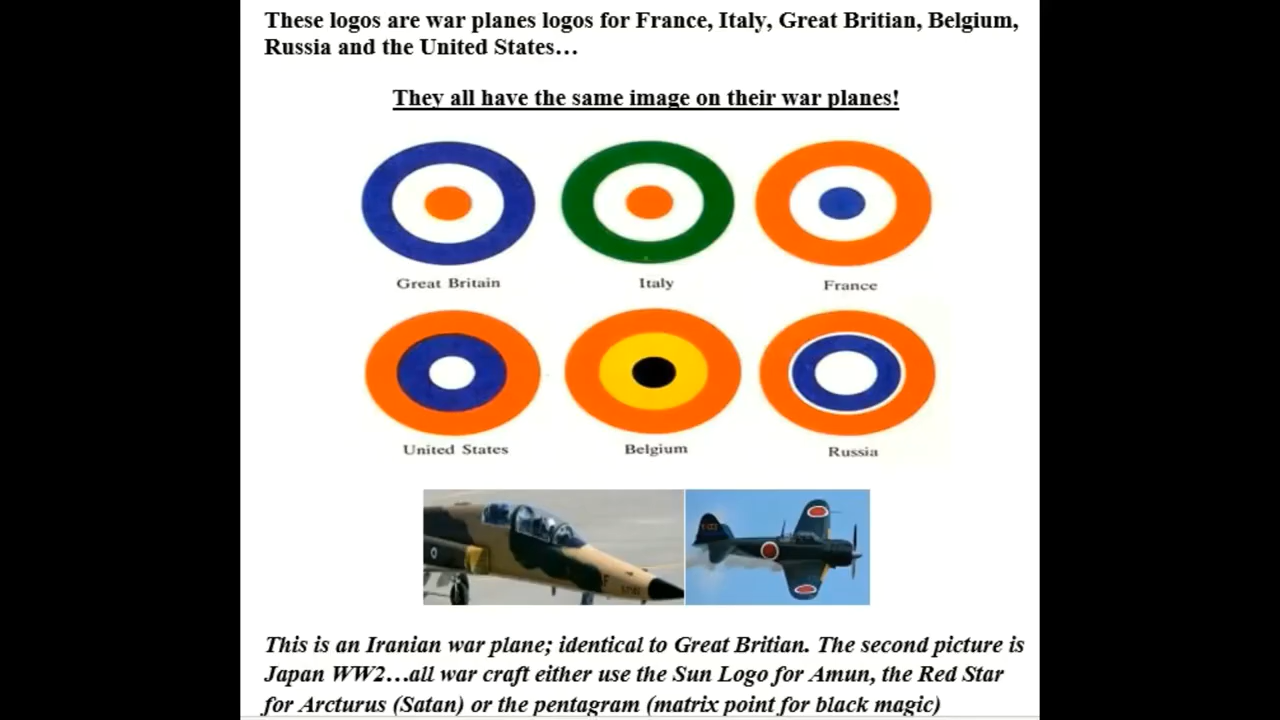 These logos are war planes logos for France, Italy, Great Britian, Belgium,
Russia and the United States…
They all have the same image on their war planes!
Great Britain
Italy
France
United States
Belgium
Russia
This is an Iranian war plane; identical to Great Britian. The second picture is
Japan WW2…all war craft either use the Sun Logo for Amun, the Red Star
for Arcturus (Satan) or the pentagram (matrix point for black magic)